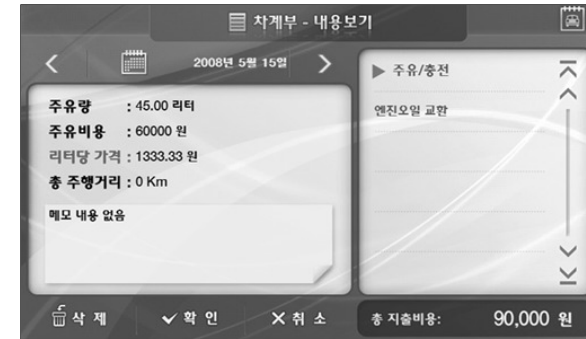 차계부 - 내용보기
2008년 5월 15일
주유량 : 45.00 리터
주유비용 : 60000 원
리터당 가격 : 1333.33 원
총 주행거리 : 0 Km
메모 내용 없음
▶ 주유/충전
엔진오일 교환
삭 제
확 인
취 소
총 지출비용: 90,000 원